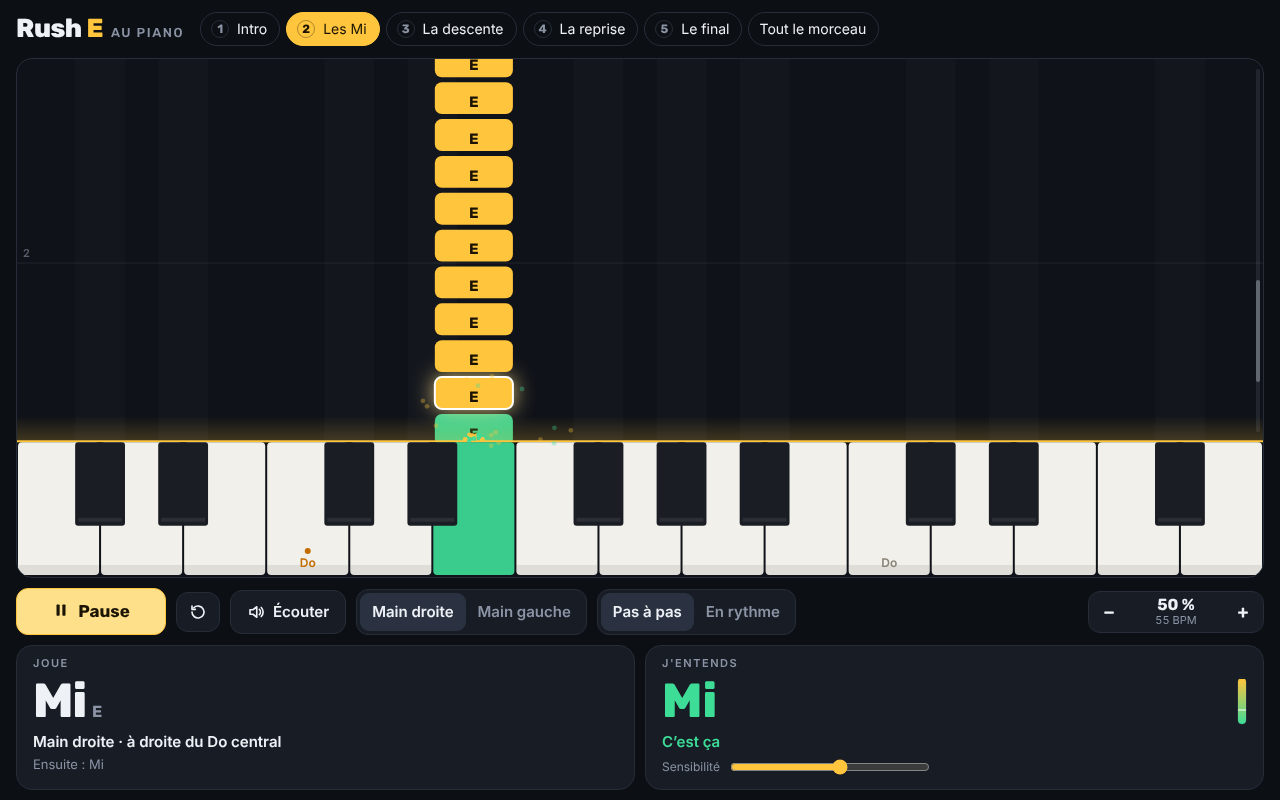 Rush E AU PIANO
1 Intro
2 Les Mi
3 La descente
4 La reprise
5 Le final
Tout le morceau
E
E
E
E
E
E
2
E
E
E
E
E
Do
Do
Pause
Écouter
Main droite
Main gauche
Pas à pas
En rythme
−
50 %
55 BPM
+
JOUE
Mi E
Main droite · à droite du Do central
Ensuite : Mi
J'ENTENDS
Mi
C'est ça
Sensibilité